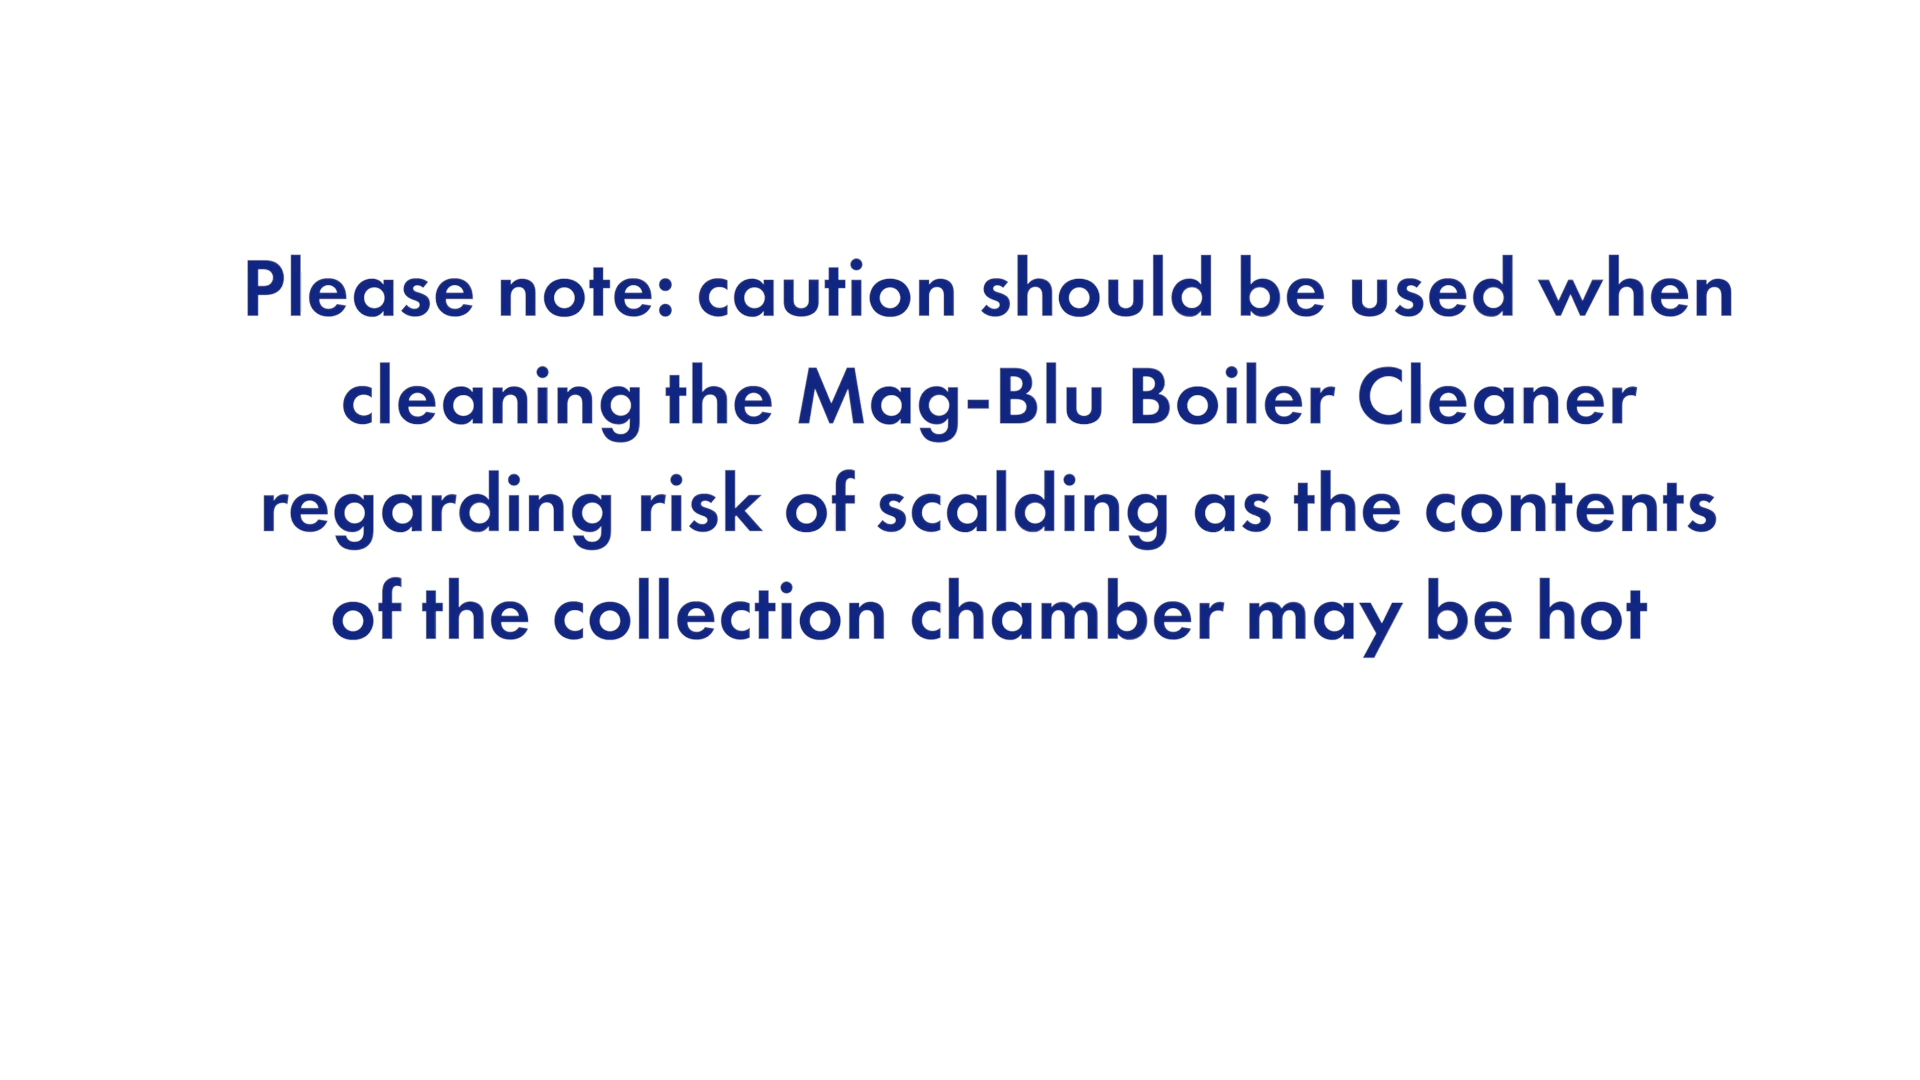 Please note: caution should be used when
cleaning the Mag-Blu Boiler Cleaner
regarding risk of scalding as the contents
of the collection chamber may be hot